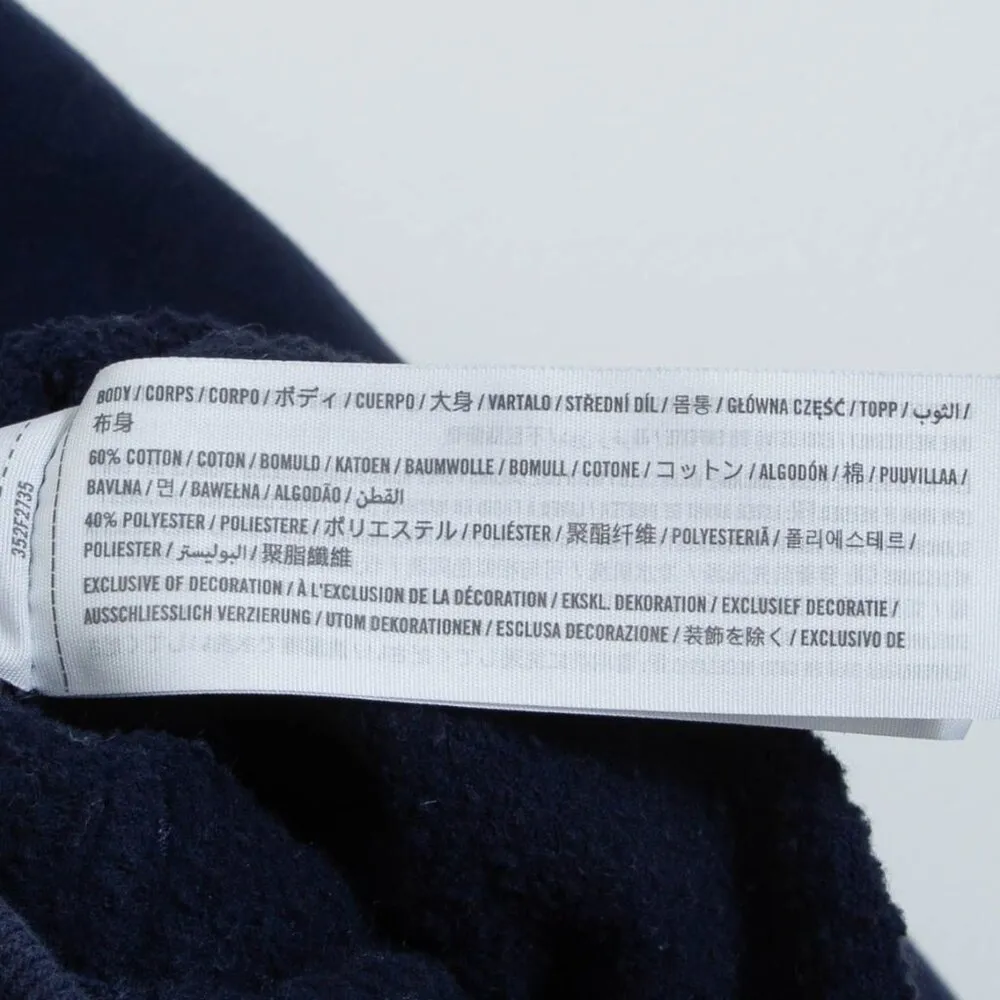 BODY / CORPS / CORPO / ボディ / CUERPO / 大身 / VARTALO / STŘEDNÍ DÍL / 몸통 / GŁÓWNA CZĘŚĆ / TOPP / الثوب /
布身
60% COTTON / COTON / BOMULD / KATOEN / BAUMWOLLE / BOMULL / COTONE / コットン / ALGODÓN / 棉 / PUUVILLAA /
BAVLNA / 면 / BAWEŁNA / ALGODÃO / القطن
40% POLYESTER / POLIESTERE / ポリエステル / POLIÉSTER / 聚酯纤维 / POLYESTERIÄ / 폴리에스테르 /
POLIESTER / البوليستر / 聚脂纖維
EXCLUSIVE OF DECORATION / À L'EXCLUSION DE LA DÉCORATION / EKSKL. DEKORATION / EXCLUSIEF DECORATIE /
AUSSCHLIESSLICH VERZIERUNG / UTOM DEKORATIONEN / ESCLUSA DECORAZIONE / 装飾を除く / EXCLUSIVO DE
352F2735